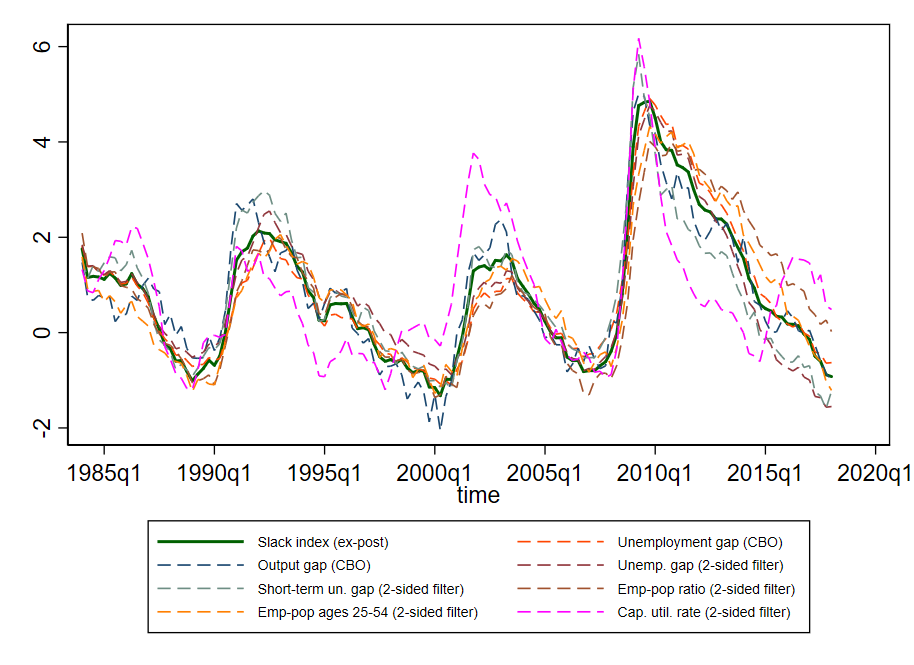 6
4
2
0
-2
1985q1 1990q1 1995q1 2000q1 2005q1 2010q1 2015q1 2020q1
time
Slack index (ex-post) Unemployment gap (CBO)
Output gap (CBO) Unemp. gap (2-sided filter)
Short-term un. gap (2-sided filter) Emp-pop ratio (2-sided filter)
Emp-pop ages 25-54 (2-sided filter) Cap. util. rate (2-sided filter)